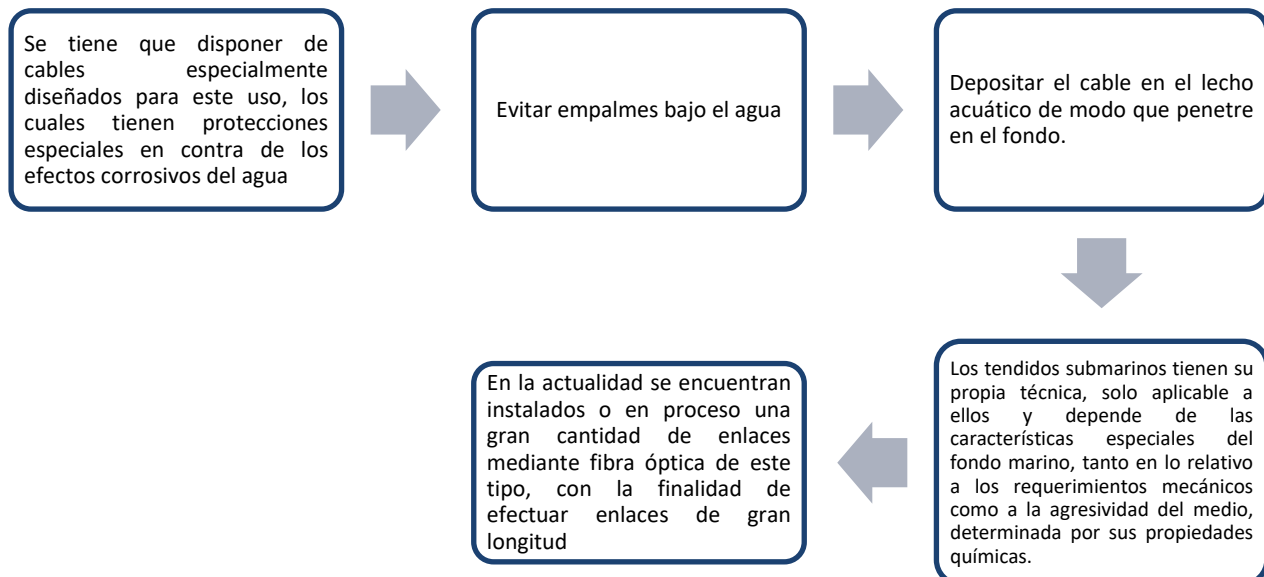 Se tiene que disponer de
cables especialmente
diseñados para este uso, los
cuales tienen protecciones
especiales en contra de los
efectos corrosivos del agua
Evitar empalmes bajo el agua
Depositar el cable en el lecho
acuático de modo que penetre
en el fondo.
Los tendidos submarinos tienen su
propia técnica, solo aplicable a
ellos y depende de las
características especiales del
fondo marino, tanto en lo relativo
a los requerimientos mecánicos
como a la agresividad del medio,
determinada por sus propiedades
químicas.
En la actualidad se encuentran
instalados o en proceso una
gran cantidad de enlaces
mediante fibra óptica de este
tipo, con la finalidad de
efectuar enlaces de gran
longitud